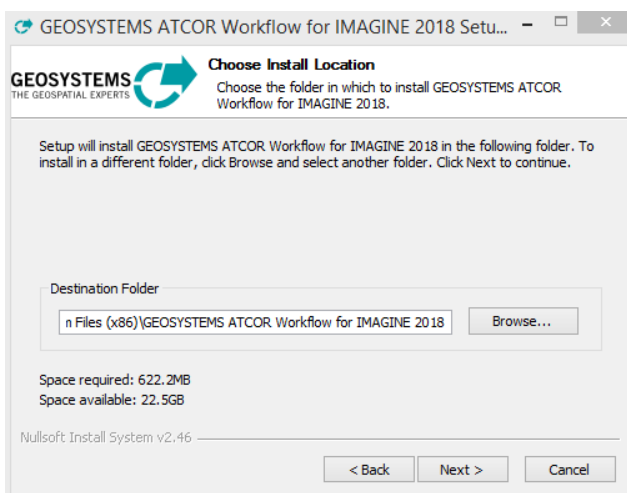 GEOSYSTEMS ATCOR Workflow for IMAGINE 2018 Setu...
GEOSYSTEMS
THE GEOSPATIAL EXPERTS
Choose Install Location
Choose the folder in which to install GEOSYSTEMS ATCOR
Workflow for IMAGINE 2018.
Setup will install GEOSYSTEMS ATCOR Workflow for IMAGINE 2018 in the following folder. To
install in a different folder, click Browse and select another folder. Click Next to continue.
Destination Folder
n Files (x86)\GEOSYSTEMS ATCOR Workflow for IMAGINE 2018
Browse...
Space required: 622.2MB
Space available: 22.5GB
Nullsoft Install System v2.46
< Back
Next >
Cancel